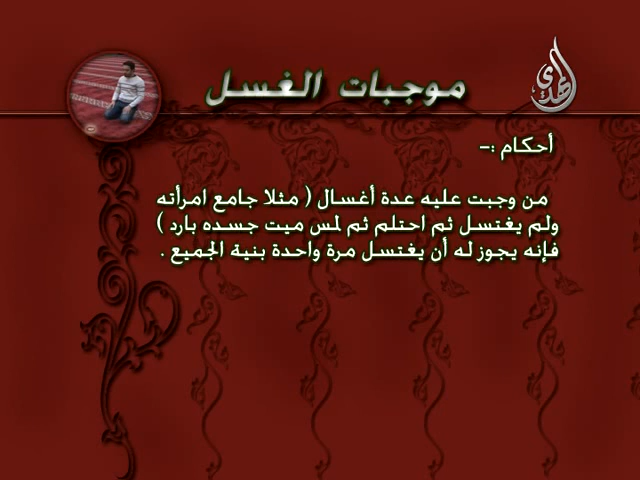 موجبات الغسل
المهدي
أحكام :-
من وجبت عليه عدة أغسال ( مثلا جامع امرأته
ولم يغتسل ثم احتلم ثم لمس ميت جسده بارد )
فإنه يجوز له أن يغتسل مرة واحدة بنية الجميع .